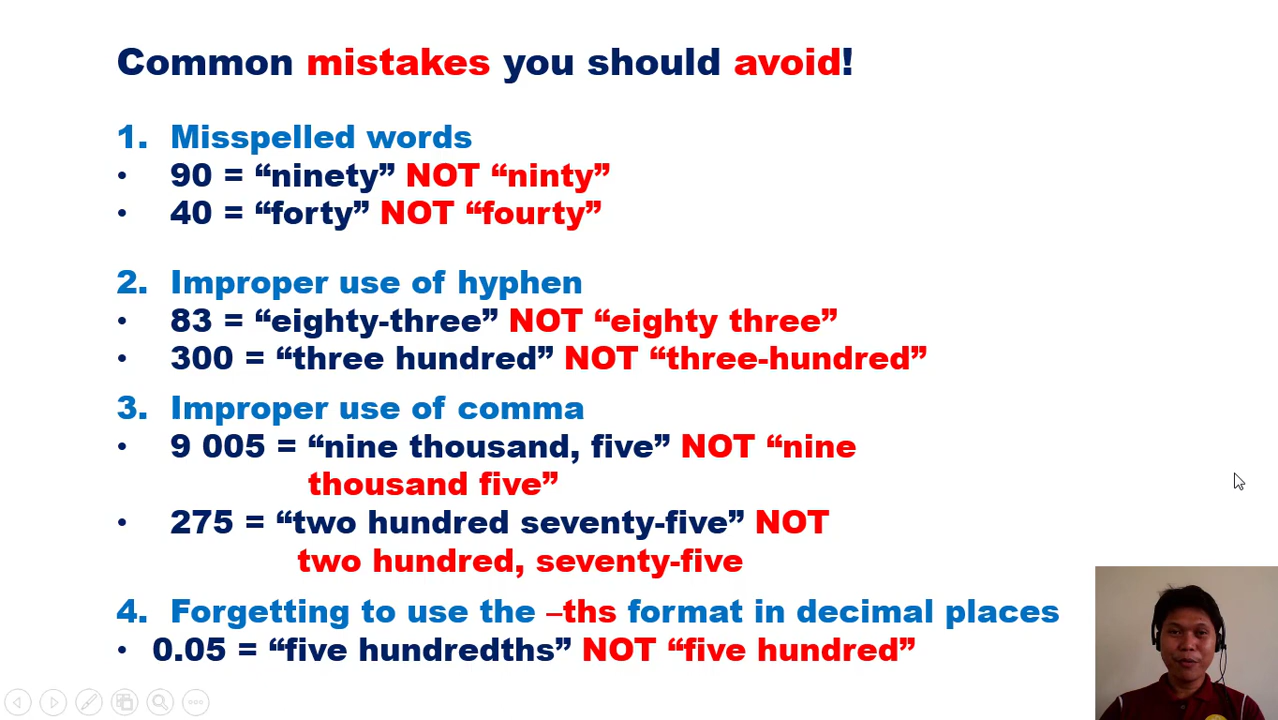 Common mistakes you should avoid!
1. Misspelled words
• 90 = “ninety” NOT “ninty”
• 40 = “forty” NOT “fourty”
2. Improper use of hyphen
• 83 = “eighty-three” NOT “eighty three”
• 300 = “three hundred” NOT “three-hundred”
3. Improper use of comma
• 9 005 = “nine thousand, five” NOT “nine
thousand five”
• 275 = “two hundred seventy-five” NOT
two hundred, seventy-five
4. Forgetting to use the –ths format in decimal places
• 0.05 = “five hundredths” NOT “five hundred”